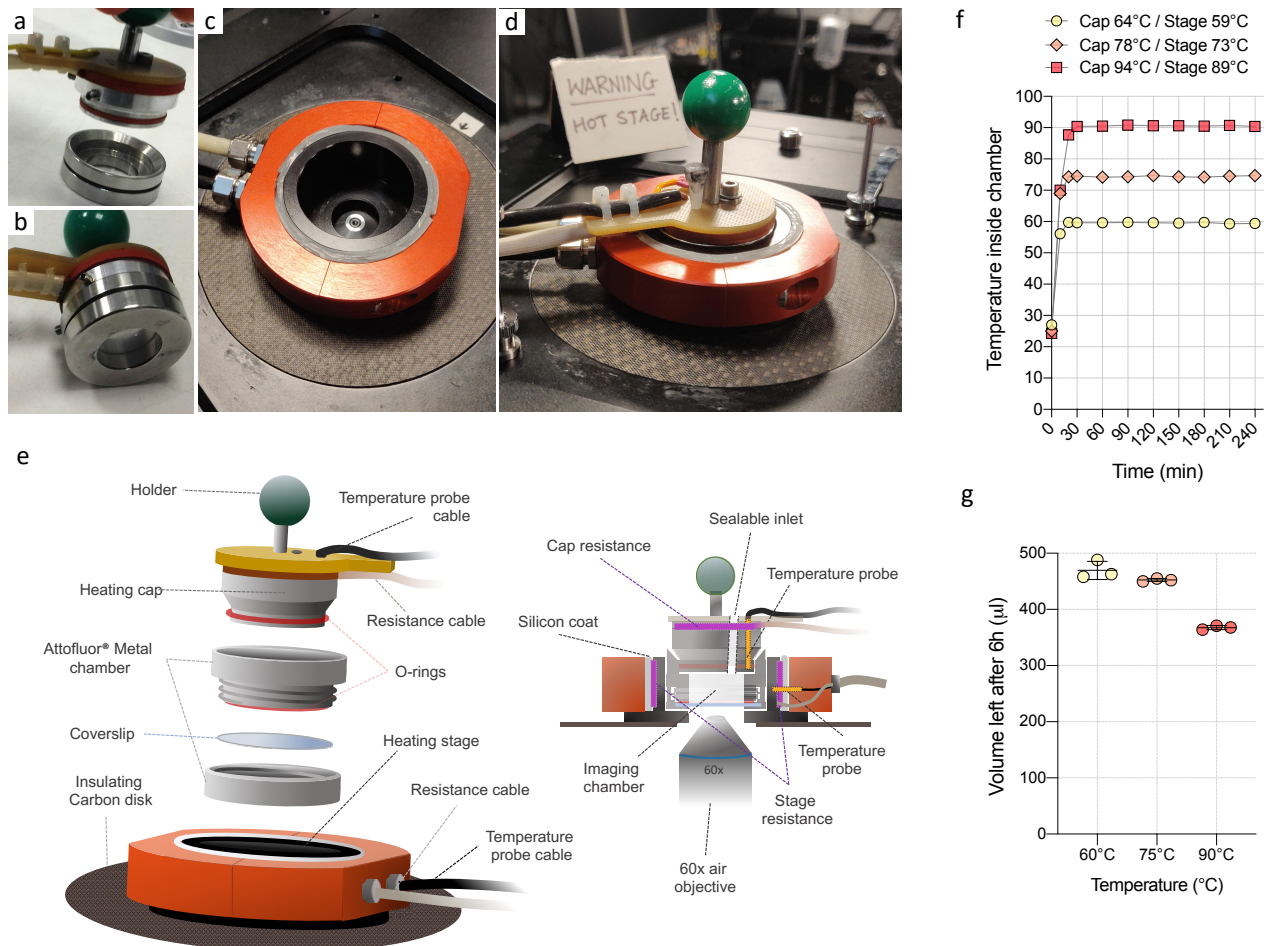 a
b
c
d
WARNING
HOT STAGE!
e
Holder
Temperature probe
cable
Heating cap
Resistance cable
Attofluor® Metal
chamber
O-rings
Coverslip
Heating stage
Insulating
Carbon disk
Resistance cable
Temperature
probe cable
Sealable inlet
Cap resistance
Temperature probe
Silicon coat
Imaging
chamber
60x
Temperature
probe
Stage
resistance
60x air
objective
f
Cap 64°C / Stage 59°C
Cap 78°C / Stage 73°C
Cap 94°C / Stage 89°C
Temperature inside chamber
100
90
80
70
60
50
40
30
20
10
0
0
30
60
90
120
150
180
210
240
Time (min)
g
Volume left after 6h (µl)
500
400
300
200
100
0
60°C
75°C
90°C
Temperature (°C)